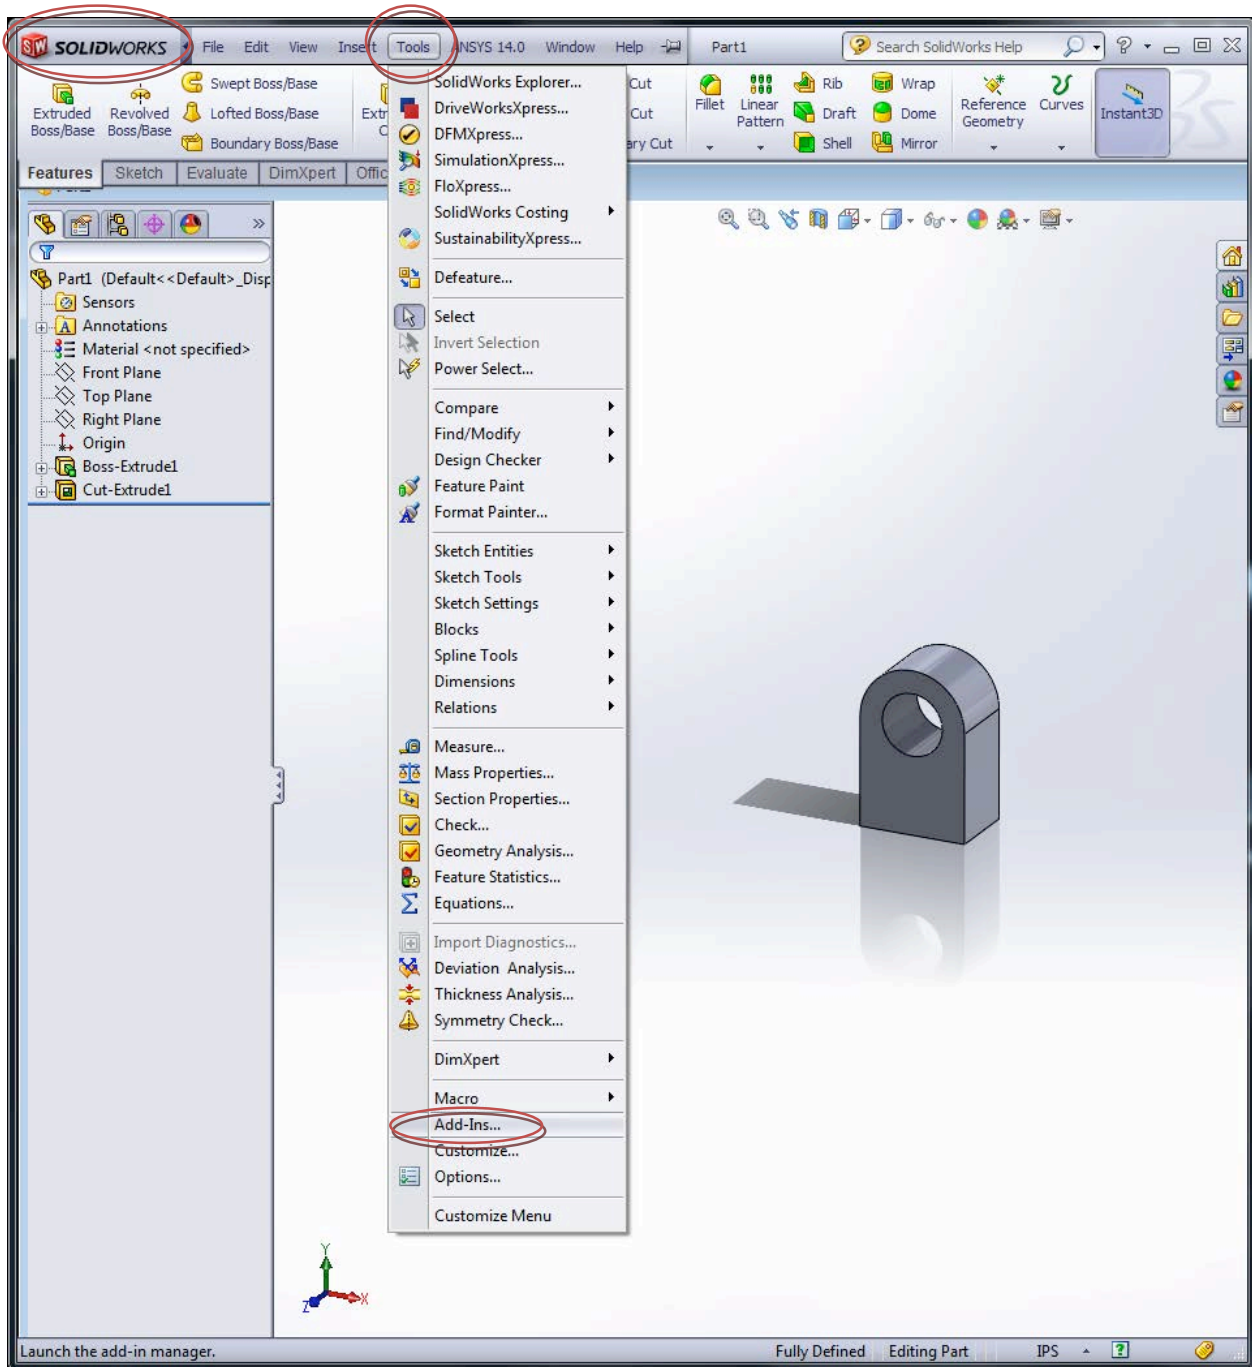 SW SOLIDWORKS File Edit View Insert Tools ANSYS 14.0 Window Help Part1 Search SolidWorks Help
Extruded Boss/Base
Revolved Boss/Base
Swept Boss/Base
Lofted Boss/Base
Boundary Boss/Base
Extr
C
Cut
Cut
ary Cut
Fillet
Linear Pattern
Rib
Draft
Shell
Wrap
Dome
Mirror
Reference Geometry
Curves
Instant3D
Features Sketch Evaluate DimXpert Offic
Part1 (Default<<Default>_Disp
Sensors
Annotations
Material <not specified>
Front Plane
Top Plane
Right Plane
Origin
Boss-Extrude1
Cut-Extrude1
SolidWorks Explorer...
DriveWorksXpress...
DFMXpress...
SimulationXpress...
FloXpress...
SolidWorks Costing
SustainabilityXpress...
Defeature...
Select
Invert Selection
Power Select...
Compare
Find/Modify
Design Checker
Feature Paint
Format Painter...
Sketch Entities
Sketch Tools
Sketch Settings
Blocks
Spline Tools
Dimensions
Relations
Measure...
Mass Properties...
Section Properties...
Check...
Geometry Analysis...
Feature Statistics...
Equations...
Import Diagnostics...
Deviation Analysis...
Thickness Analysis...
Symmetry Check...
DimXpert
Macro
Add-Ins...
Customize...
Options...
Customize Menu
Y
Z X
Launch the add-in manager. Fully Defined Editing Part IPS